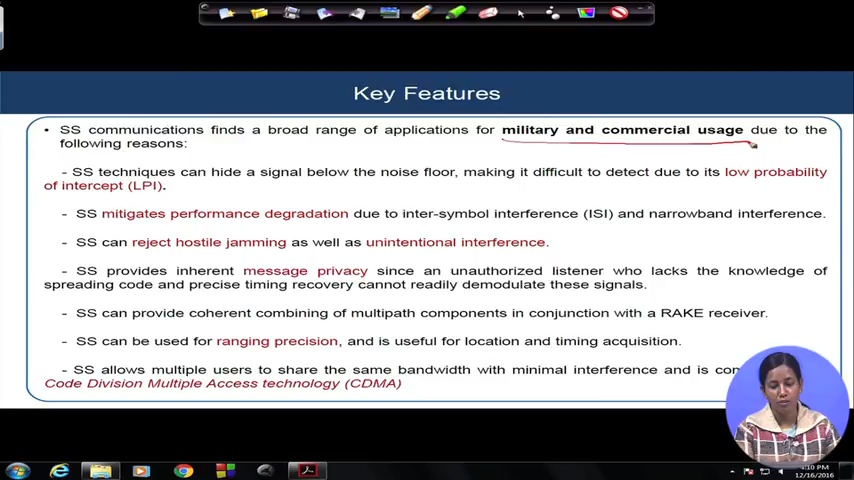 Key Features
• SS communications finds a broad range of applications for military and commercial usage due to the
following reasons:
- SS techniques can hide a signal below the noise floor, making it difficult to detect due to its low probability
of intercept (LPI).
- SS mitigates performance degradation due to inter-symbol interference (ISI) and narrowband interference.
- SS can reject hostile jamming as well as unintentional interference.
- SS provides inherent message privacy since an unauthorized listener who lacks the knowledge of
spreading code and precise timing recovery cannot readily demodulate these signals.
- SS can provide coherent combining of multipath components in conjunction with a RAKE receiver.
- SS can be used for ranging precision, and is useful for location and timing acquisition.
- SS allows multiple users to share the same bandwidth with minimal interference and is
Code Division Multiple Access technology (CDMA)
4:10 PM
12/16/2016